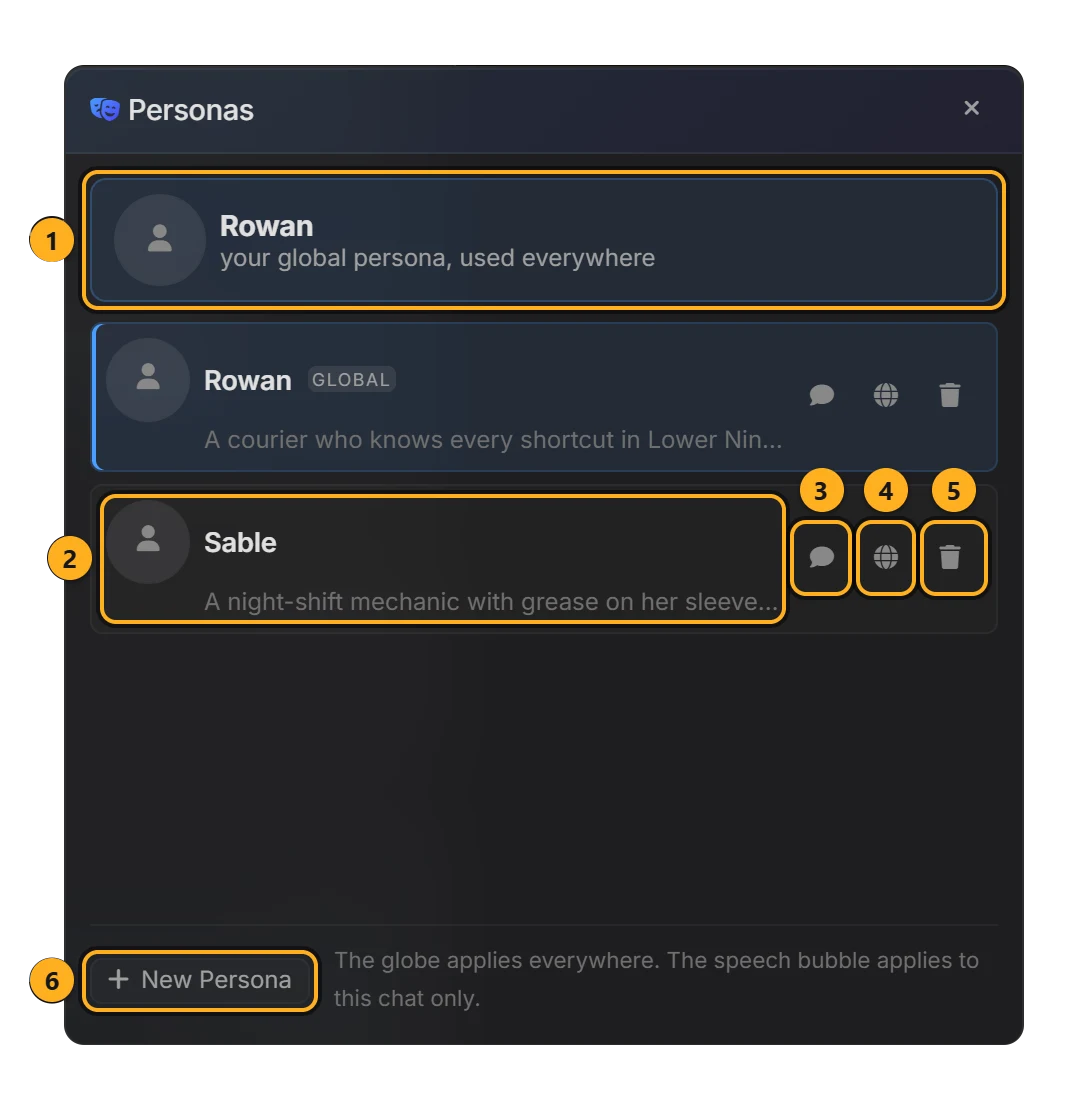 Personas
1
Rowan
your global persona, used everywhere
Rowan GLOBAL
A courier who knows every shortcut in Lower Nin...
3 4 5
2
Sable
A night-shift mechanic with grease on her sleeve...
6
New Persona
The globe applies everywhere. The speech bubble applies to
this chat only.